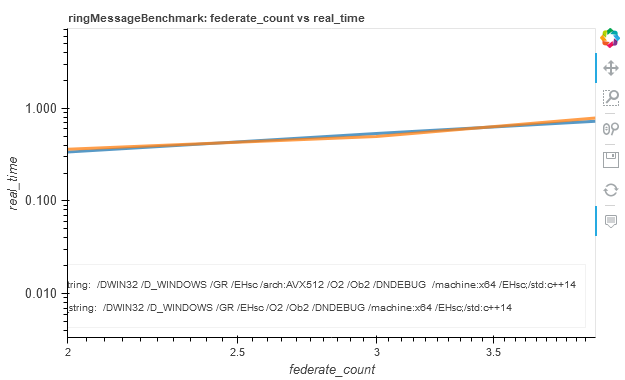 ringMessageBenchmark: federate_count vs real_time
1.000
0.100
0.010
real_time
tring: /DWIN32 /D_WINDOWS /GR /EHsc /arch:AVX512 /O2 /Ob2 /DNDEBUG /machine:x64 /EHsc;/std:c++14
string: /DWIN32 /D_WINDOWS /GR /EHsc /O2 /Ob2 /DNDEBUG /machine:x64 /EHsc;/std:c++14
2
2.5
3
3.5
federate_count